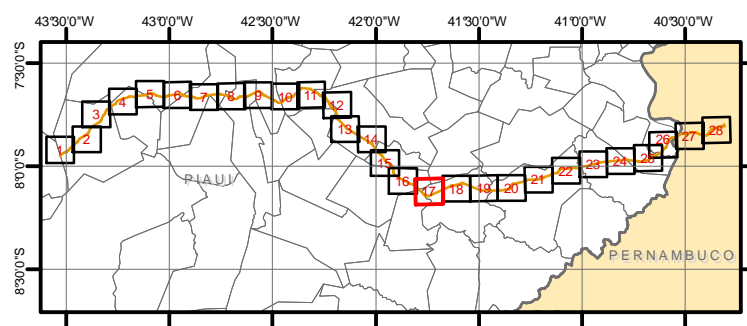 43°30'0"W 43°0'0"W 42°30'0"W 42°0'0"W 41°30'0"W 41°0'0"W 40°30'0"W
7°30'0"S
8°0'0"S
8°30'0"S
1 2 3 4 5 6 7 8 9 10 11 12 13 14 15 16 17 18 19 20 21 22 23 24 25 26 27 28
PIAUI
PERNAMBUCO